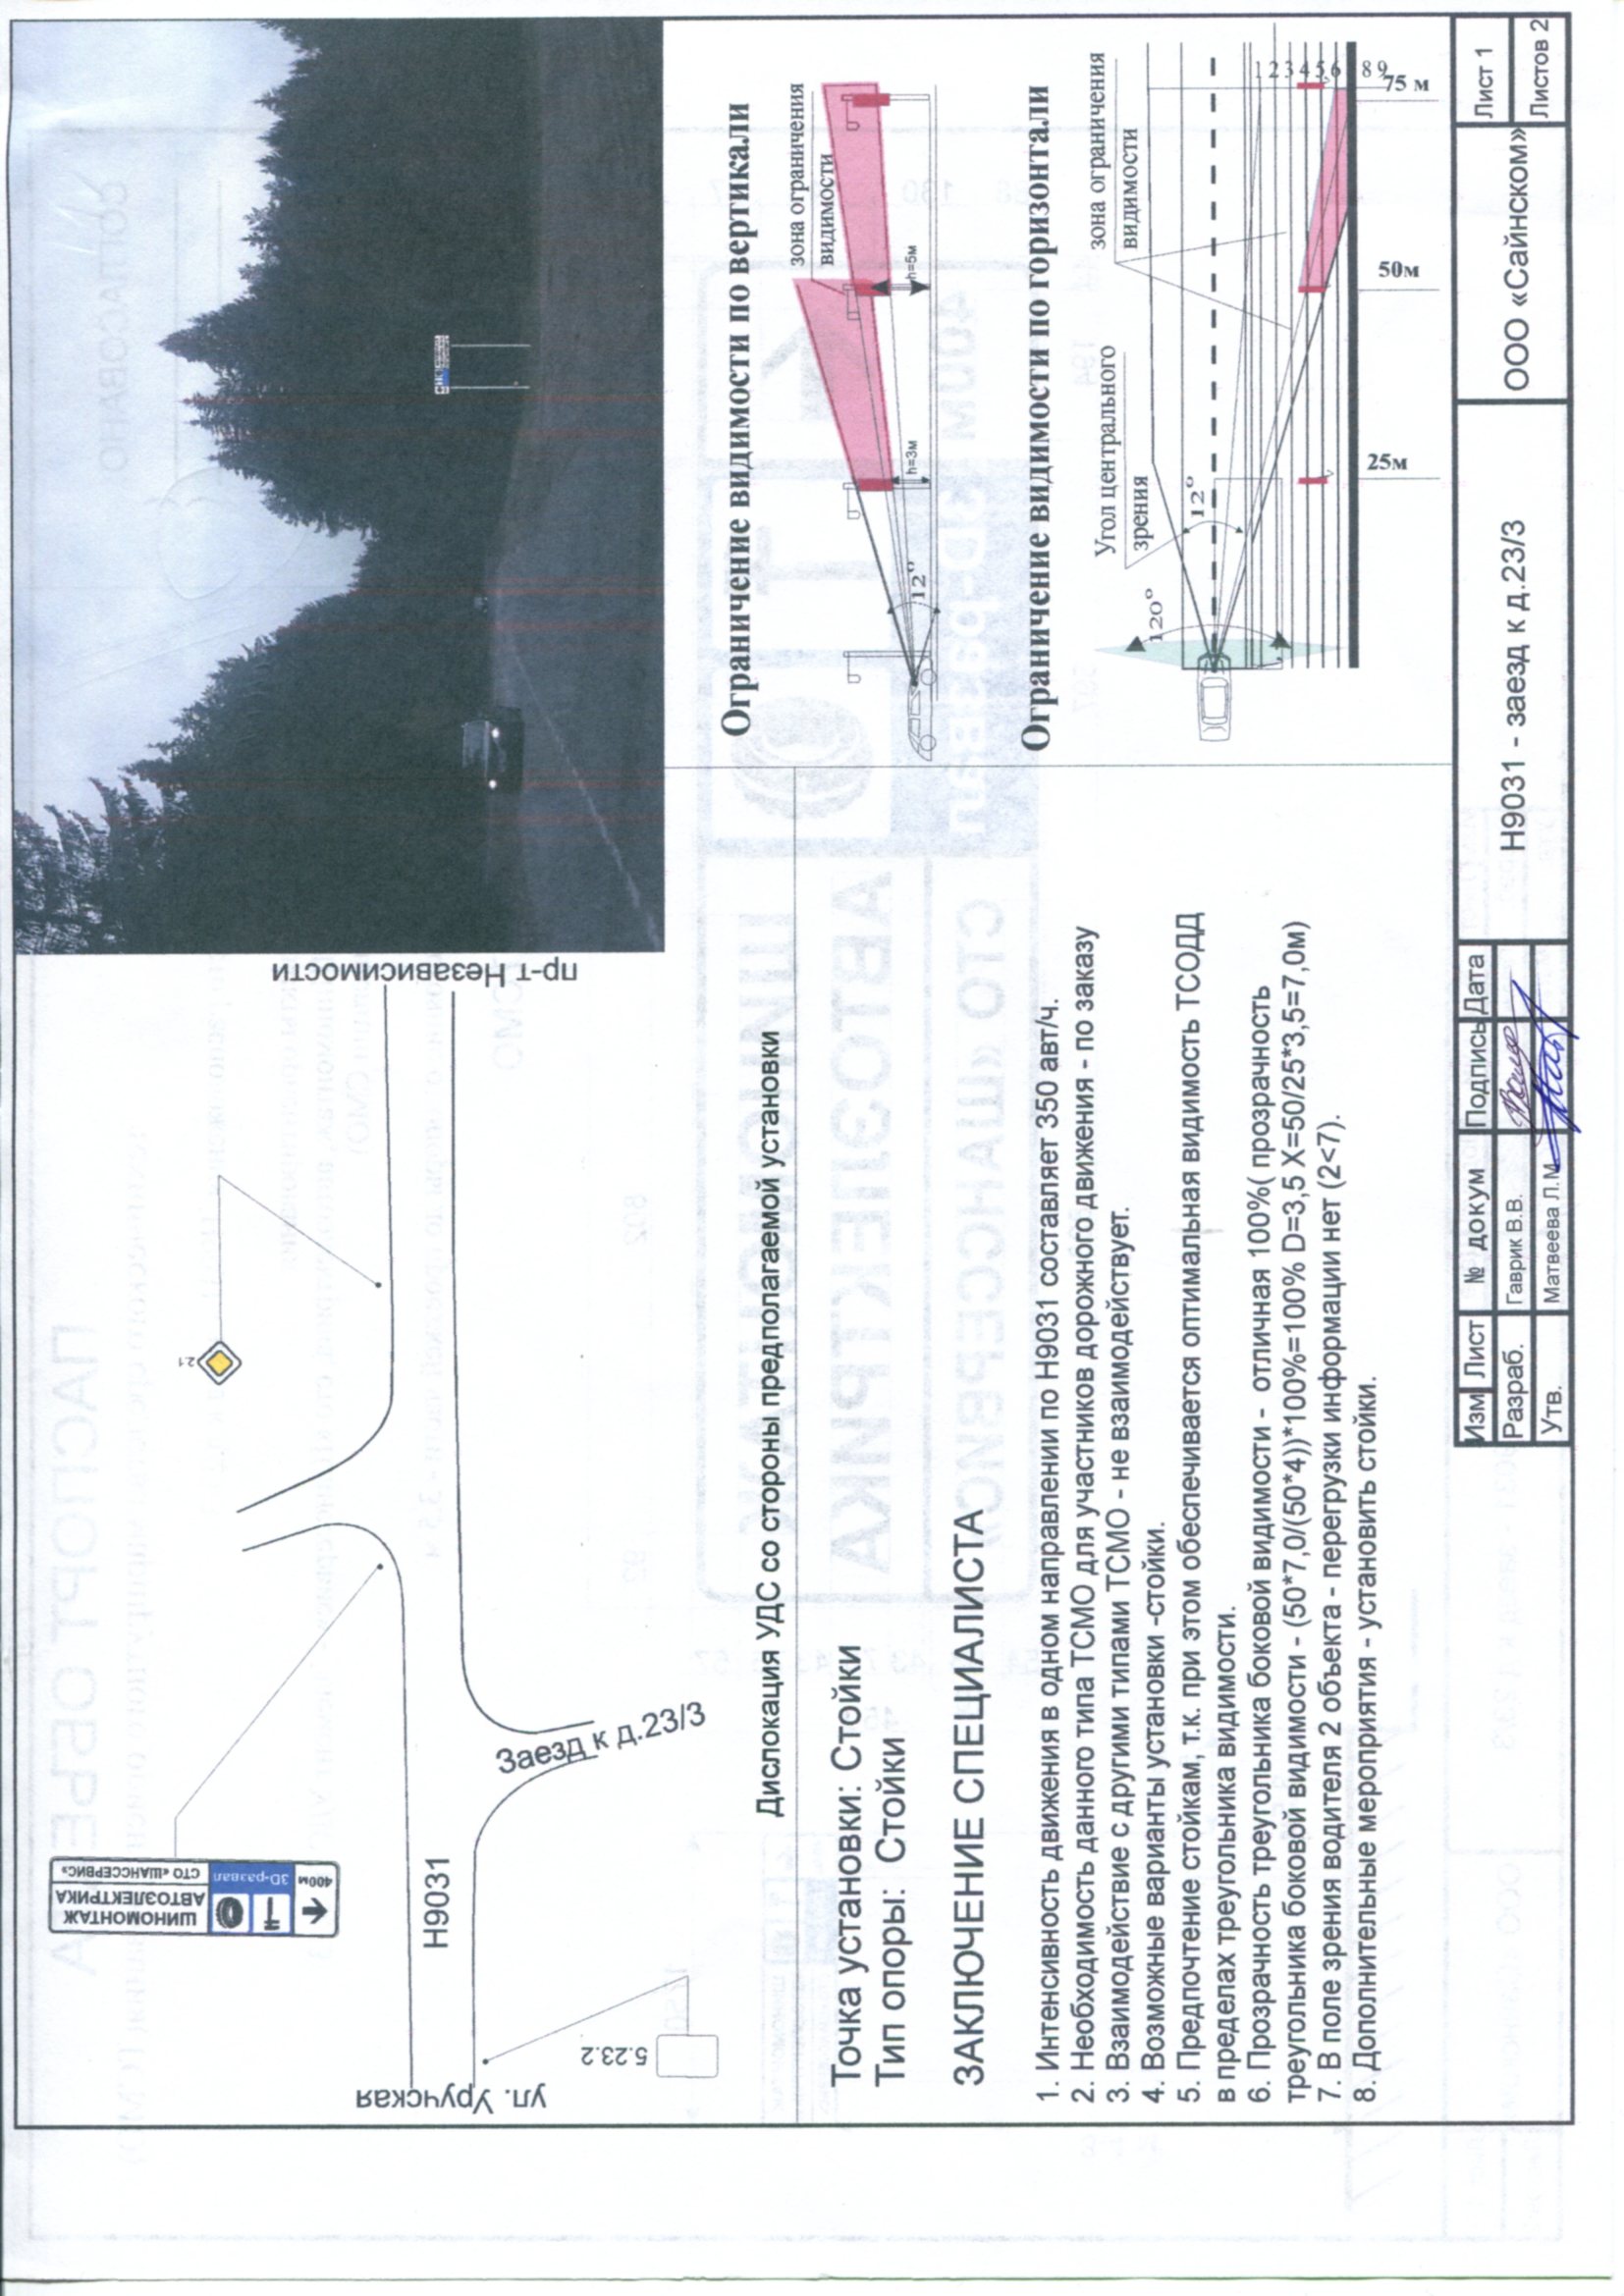 пр-т Независимости
2.1
ШИНОМОНТАЖ
АВТОЭЛЕКТРИКА
СТО «ШАНССЕРВИС»
3D-развал
400м
Н9031
Заезд к д.23/3
ул. Уручская
5.23.2
Дислокация УДС со стороны предполагаемой установки
Ограничение видимости по вертикали
зона ограничения
видимости
h=3м
h=5м
12°
Ограничение видимости по горизонтали
зона ограничения
видимости
Угол центрального
зрения
120°
12°
1 2 3 4 5 6 8 9
25м
50м
75 м
Точка установки: Стойки
Тип опоры: Стойки
ЗАКЛЮЧЕНИЕ СПЕЦИАЛИСТА
1. Интенсивность движения в одном направлении по Н9031 составляет 350 авт/ч.
2. Необходимость данного типа ТСМО для участников дорожного движения - по заказу
3. Взаимодействие с другими типами ТСМО - не взаимодействует.
4. Возможные варианты установки -стойки.
5. Предпочтение стойкам, т.к. при этом обеспечивается оптимальная видимость ТСОДД
в пределах треугольника видимости.
6. Прозрачность треугольника боковой видимости - отличная 100%( прозрачность
треугольника боковой видимости - (50*7,0/(50*4))*100%=100% D=3,5 X=50/25*3,5=7,0м)
7. В поле зрения водителя 2 объекта - перегрузки информации нет (2<7).
8. Дополнительные мероприятия - установить стойки.
Изм Лист № докум Подпись Дата
Разраб. Гаврик В.В.
Утв. Матвеева Л.М.
Н9031 - заезд к д.23/3
ООО «Сайнском»
Лист 1
Листов 2